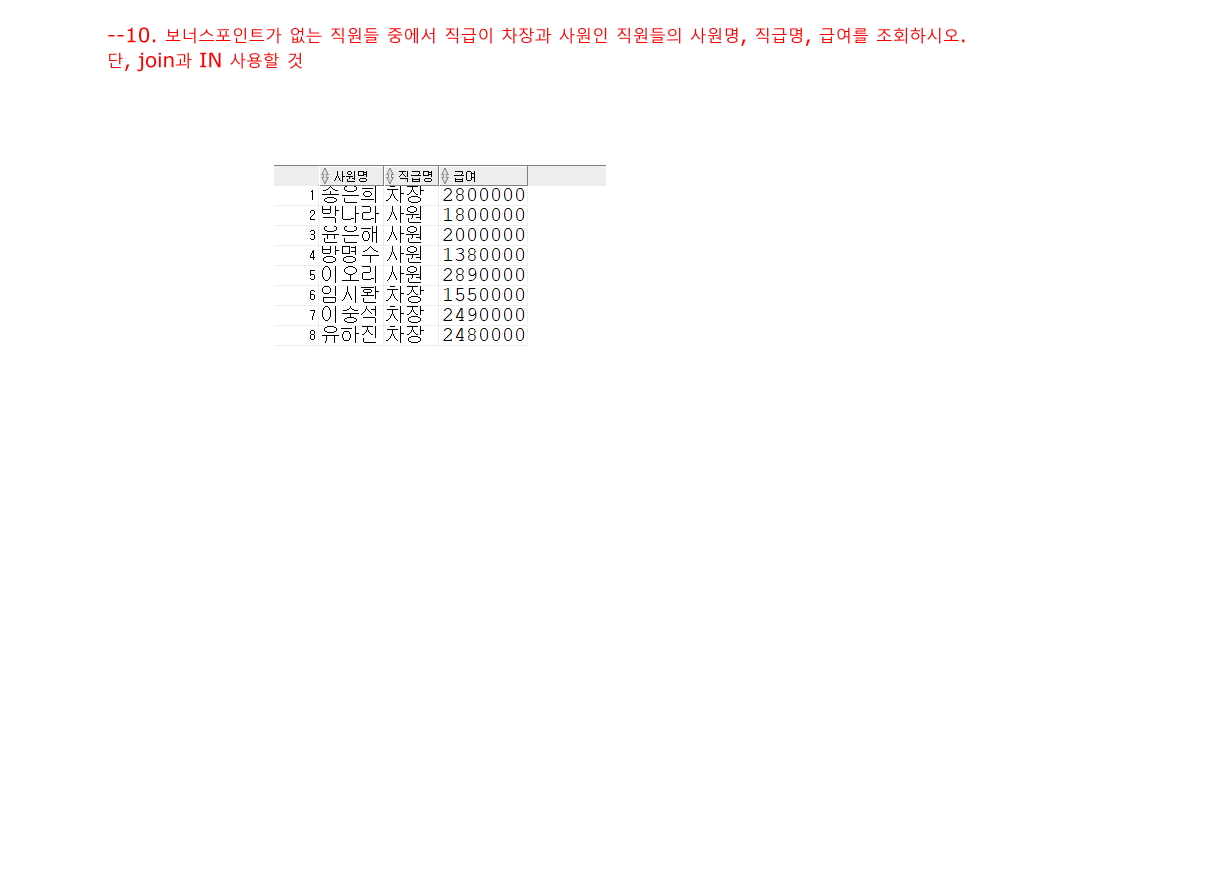 --10. 보너스포인트가 없는 직원들 중에서 직급이 차장과 사원인 직원들의 사원명, 직급명, 급여를 조회하시오.
단, join과 IN 사용할 것
사원명 직급명 급여
1 송은희 차장 2800000
2 박나라 사원 1800000
3 윤은해 사원 2000000
4 방명수 사원 1380000
5 이오리 사원 2890000
6 임시환 차장 1550000
7 이중석 차장 2490000
8 유하진 차장 2480000